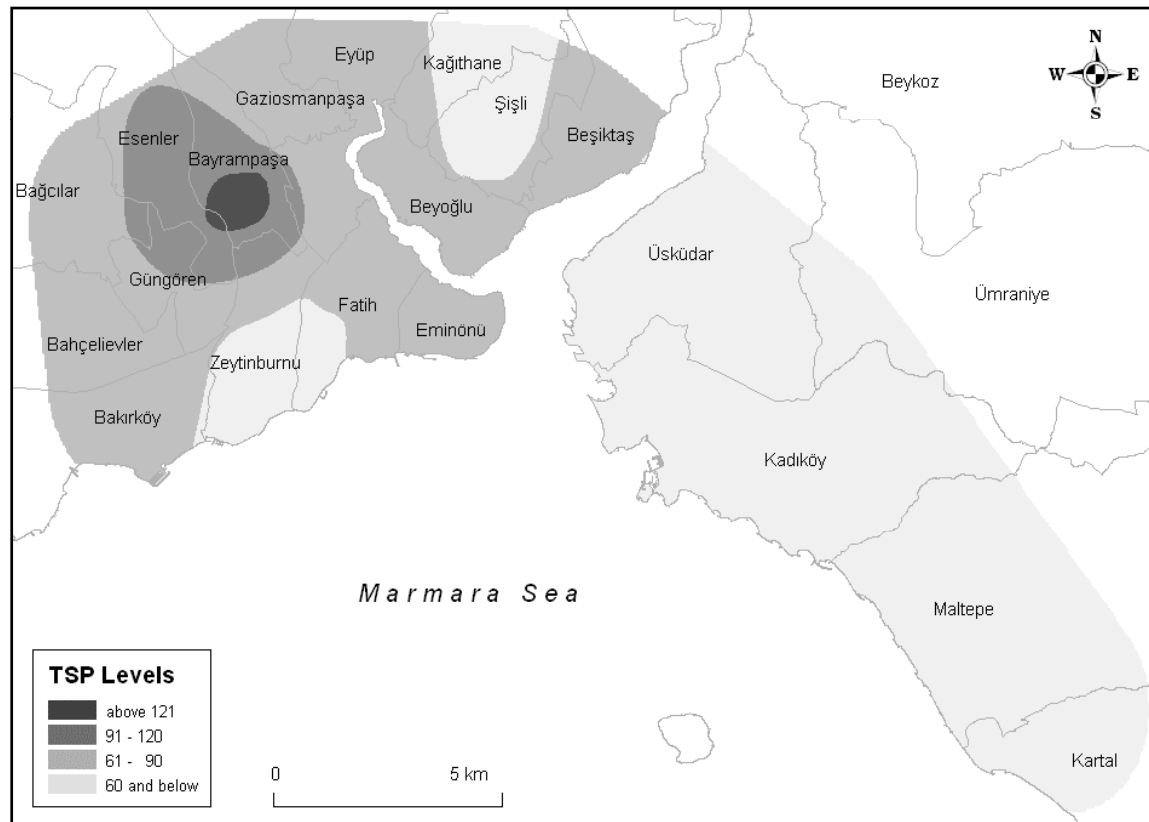 N
W E
S
Eyüp
Kağıthane
Beykoz
Gaziosmanpaşa
Şişli
Esenler
Beşiktaş
Bayrampaşa
Bağcılar
Beyoğlu
Üsküdar
Güngören
Ümraniye
Fatih
Eminönü
Bahçelievler
Zeytinburnu
Bakırköy
Kadıköy
Marmara Sea
Maltepe
Kartal
TSP Levels
above 121
91 - 120
61 - 90
60 and below
0 5 km